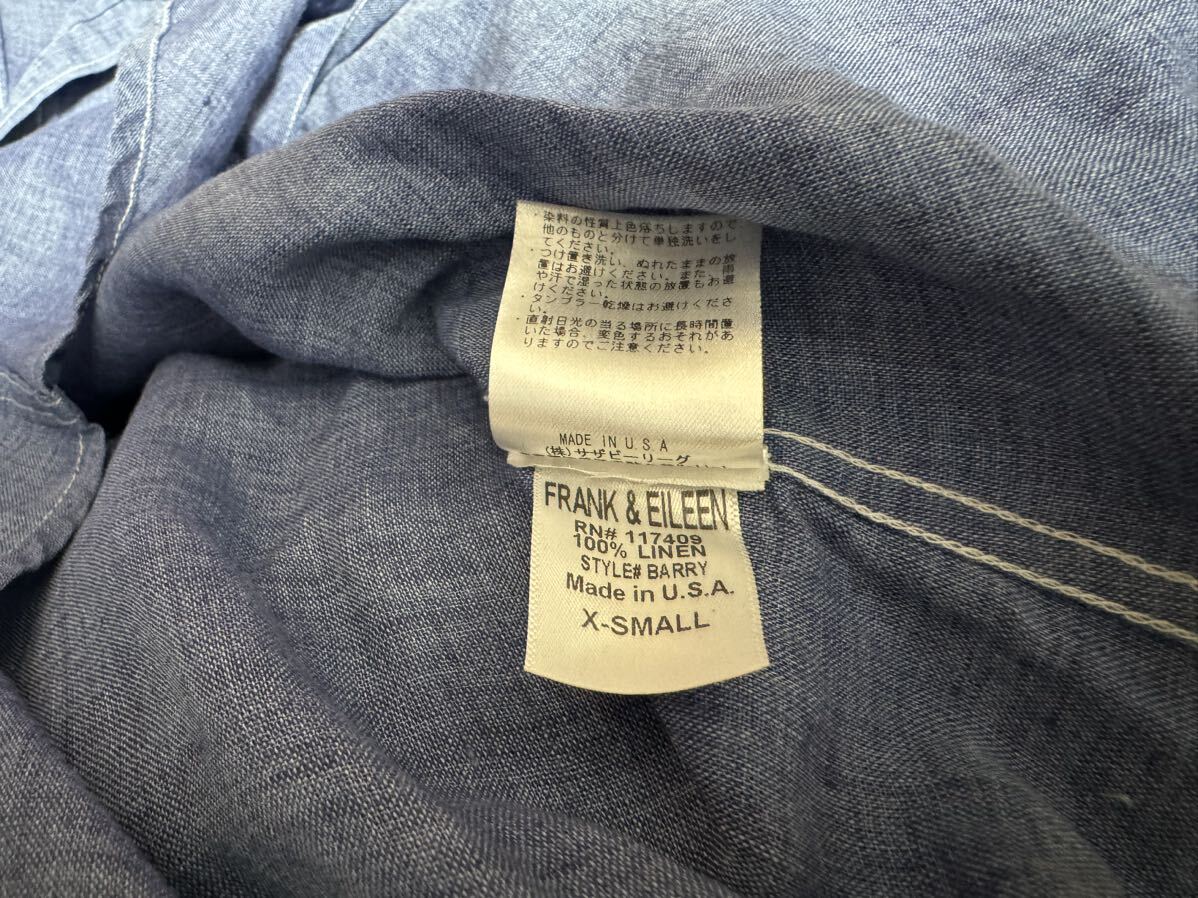 ・染料の性質上色落ちしますので、
他のものと分けて単独洗いをし
てください。
・つけ置き洗い、ぬれたままの放
置はお避けください。また、雨
や汗で湿った状態の放置もお避
けください。
・タンブラー乾燥はお避けくださ
い。
・直射日光の当る場所に長時間置
いた場合、変色するおそれがあ
りますのでご注意ください。
MADE IN U.S.A
(株)サザビーリーグ
FRANK & EILEEN
RN# 117409
100% LINEN
STYLE# BARRY
Made in U.S.A.
X-SMALL